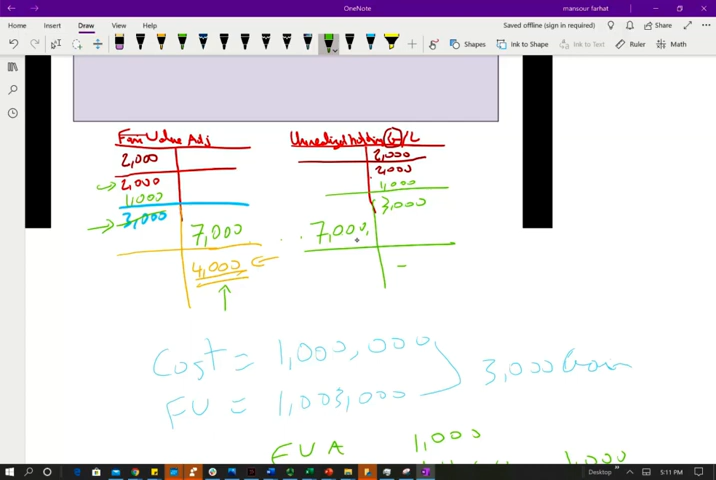 OneNote
mansour farhat
Home Insert Draw View Help
Saved offline (sign in required)
Share
Shapes
Ink to Shape
Ink to Text
Ruler
Math
Fair Value Adj
Unrealized holding G/L
2,000
2,000
2,000
2,000
1,000
1,000
3,000
3,000
7,000
7,000
4,000
-
Cost = 1,000,000
FV = 1,003,000
3,000 Gain
FVA 1,000
1,000
Desktop
5:11 PM